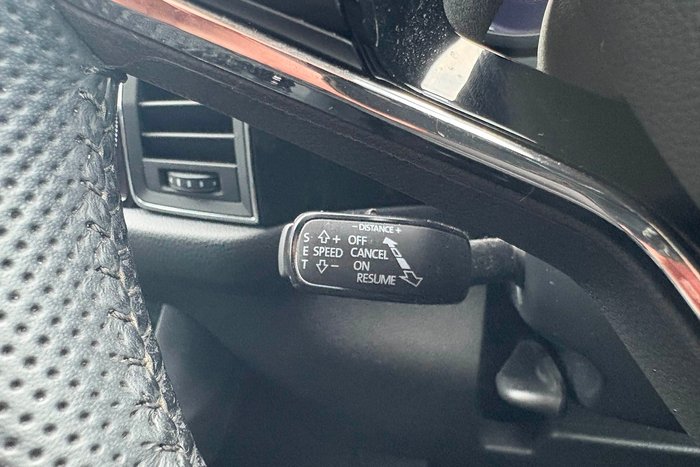 − DISTANCE +
S + OFF
E SPEED CANCEL
T − ON
RESUME